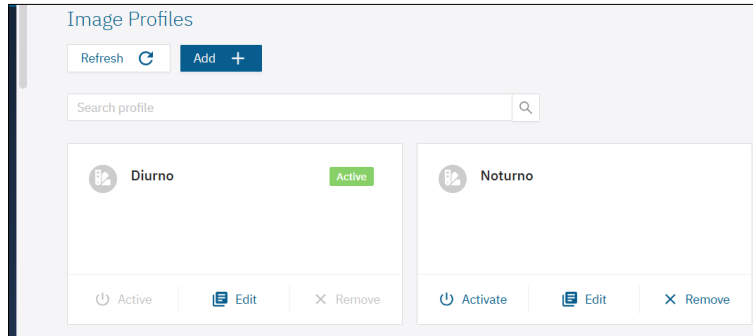 Image Profiles
Refresh Add
Search profile
Diurno Active Noturno
Active Edit Remove Activate Edit Remove